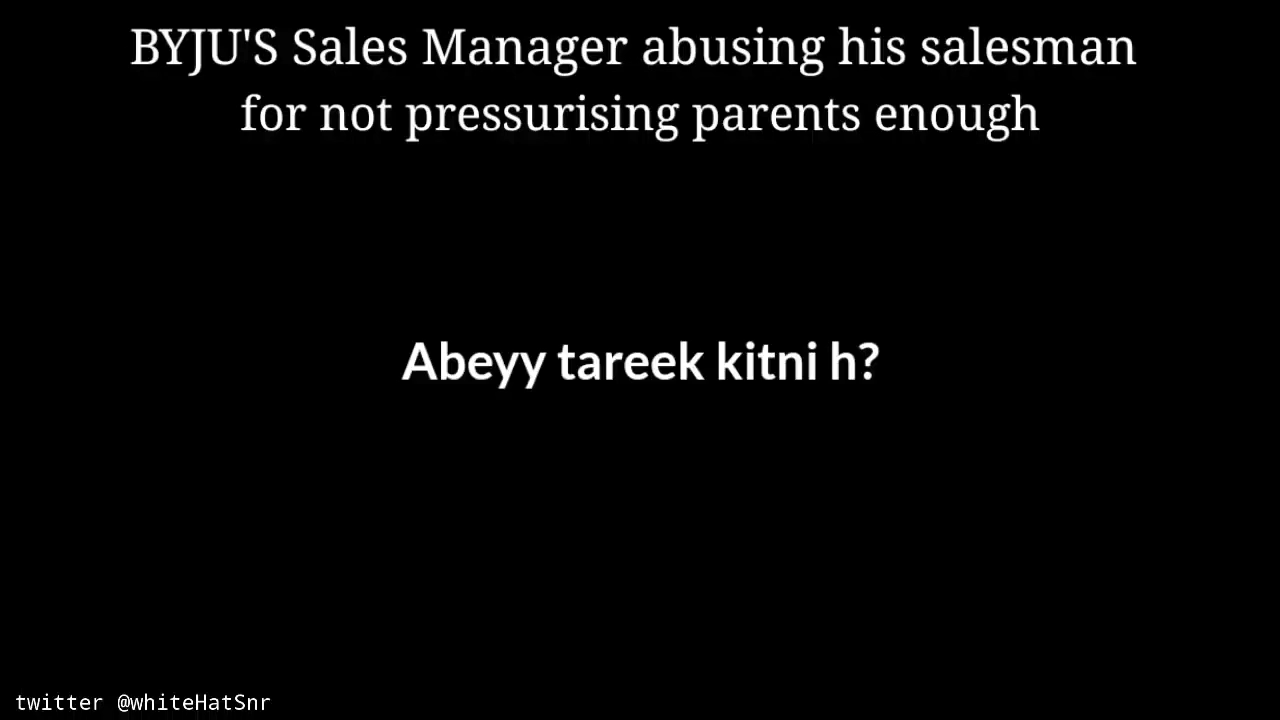 BYJU'S Sales Manager abusing his salesman
for not pressurising parents enough
Abeyy tareek kitni h?
twitter @whiteHatSnr